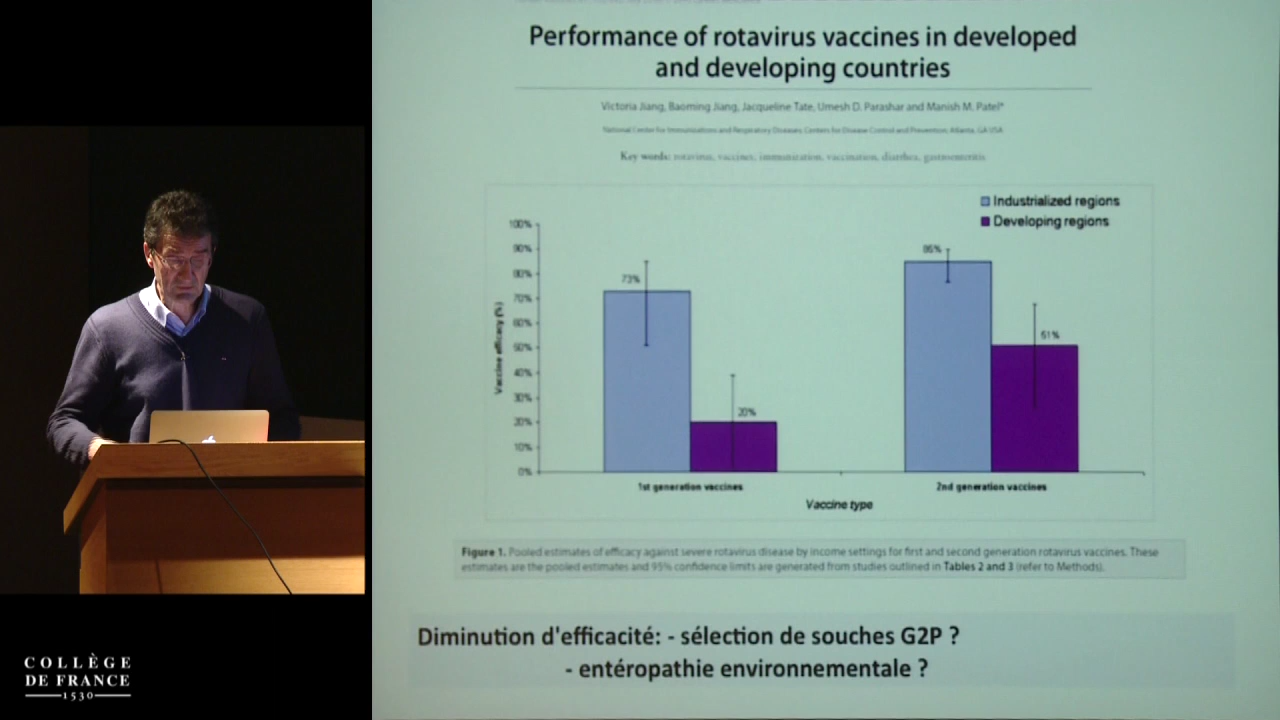 Performance of rotavirus vaccines in developed
and developing countries
Victoria Jiang, Baoming Jiang, Jacqueline Tate, Umesh D. Parashar and Manish M. Patel*
National Center for Immunizations and Respiratory Diseases, Centers for Disease Control and Prevention, Atlanta, GA USA
Key words: rotavirus, vaccines, immunization, vaccination, diarrhea, gastroenteritis
Industrialized regions
Developing regions
Vaccine efficacy (%)
100%
90%
80%
70%
60%
50%
40%
30%
20%
10%
0%
73%
20%
51%
1st generation vaccines
2nd generation vaccines
Vaccine type
Figure 1. Pooled estimates of efficacy against severe rotavirus disease by income settings for first and second generation rotavirus vaccines. These
estimates are the pooled estimates and 95% confidence limits are generated from studies outlined in Tables 2 and 3 (refer to Methods).
Diminution d'efficacité: - sélection de souches G2P ?
- entéropathie environnementale ?
COLLÈGE
DE FRANCE
1530